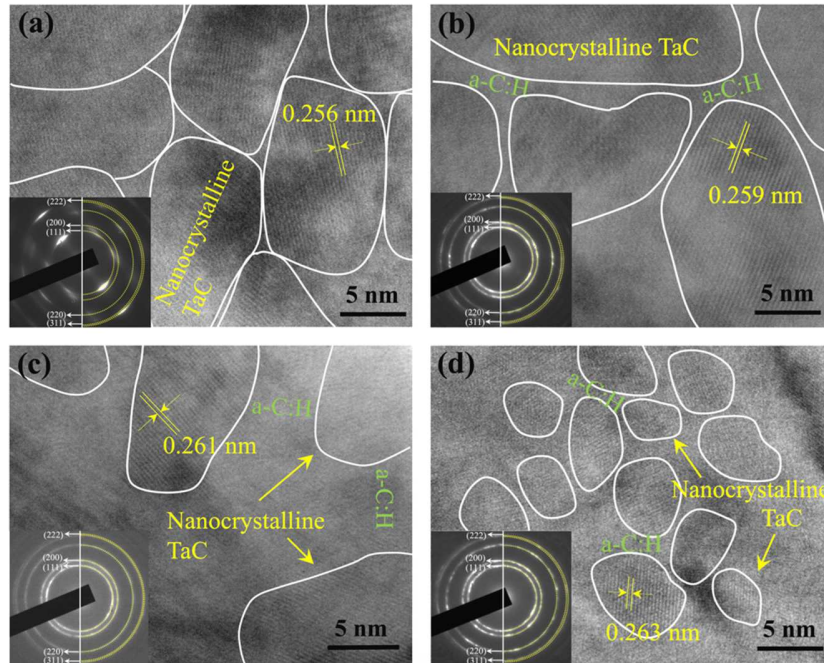 (a)
0.256 nm
Nanocrystalline
TaC
(222)
(200)
(111)
(220)
(311)
5 nm
(b)
Nanocrystalline TaC
a-C:H
a-C:H
0.259 nm
(222)
(200)
(111)
(220)
(311)
5 nm
(c)
a-C:H
0.261 nm
a-C:H
Nanocrystalline
TaC
(222)
(200)
(111)
(220)
(311)
5 nm
(d)
a-C:H
Nanocrystalline
TaC
a-C:H
0.263 nm
(222)
(200)
(111)
(220)
(311)
5 nm